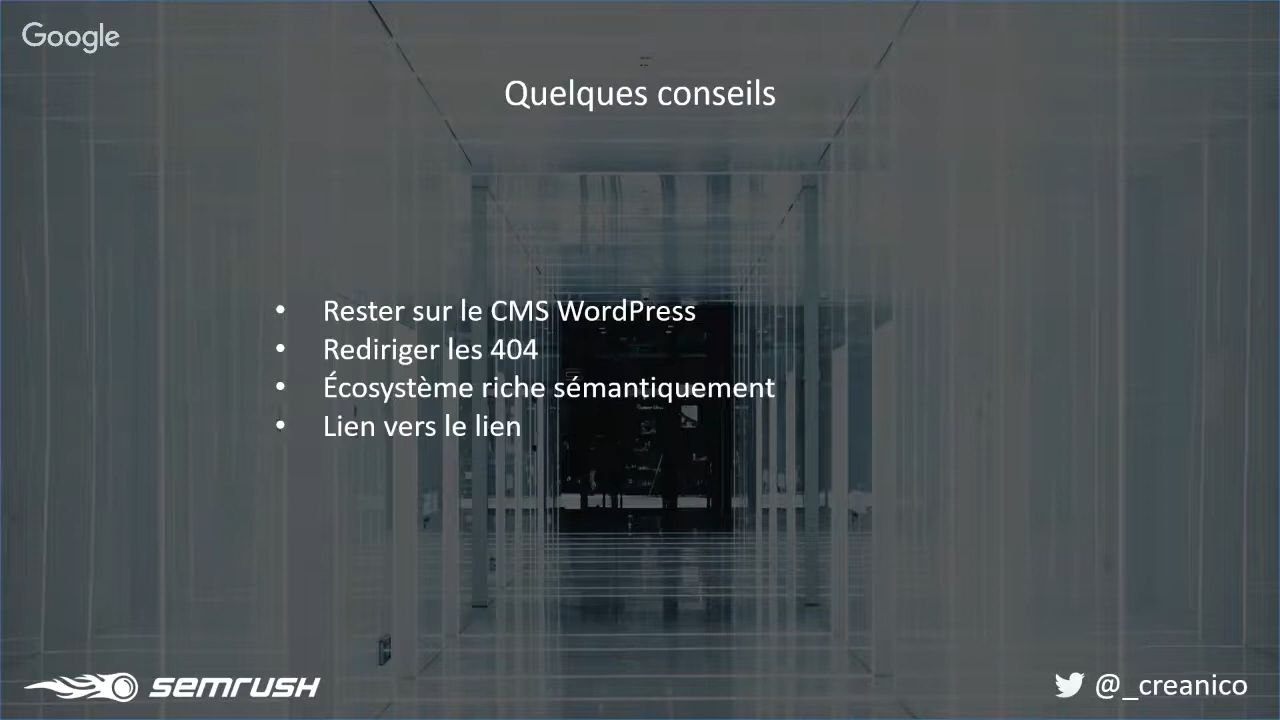 Google
Quelques conseils
• Rester sur le CMS WordPress
• Rediriger les 404
• Écosystème riche sémantiquement
• Lien vers le lien
SEMRUSH
@_creanico